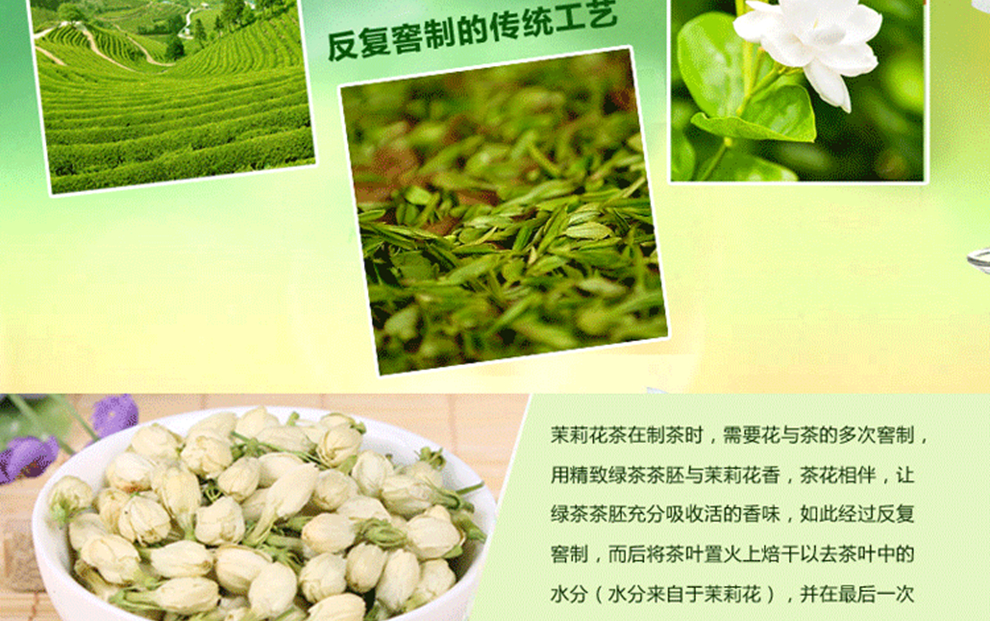 反复窨制的传统工艺
茉莉花茶在制茶时，需要花与茶的多次窨制，
用精致绿茶茶胚与茉莉花香，茶花相伴，让
绿茶茶胚充分吸收活的香味，如此经过反复
窨制，而后将茶叶置火上焙干以去茶叶中的
水分（水分来自于茉莉花），并在最后一次